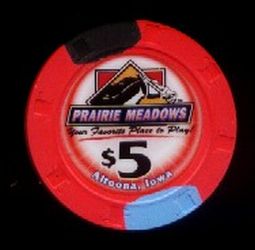 PRAIRIE MEADOWS
Your Favorite Place to Play!
$5
Altoona, Iowa